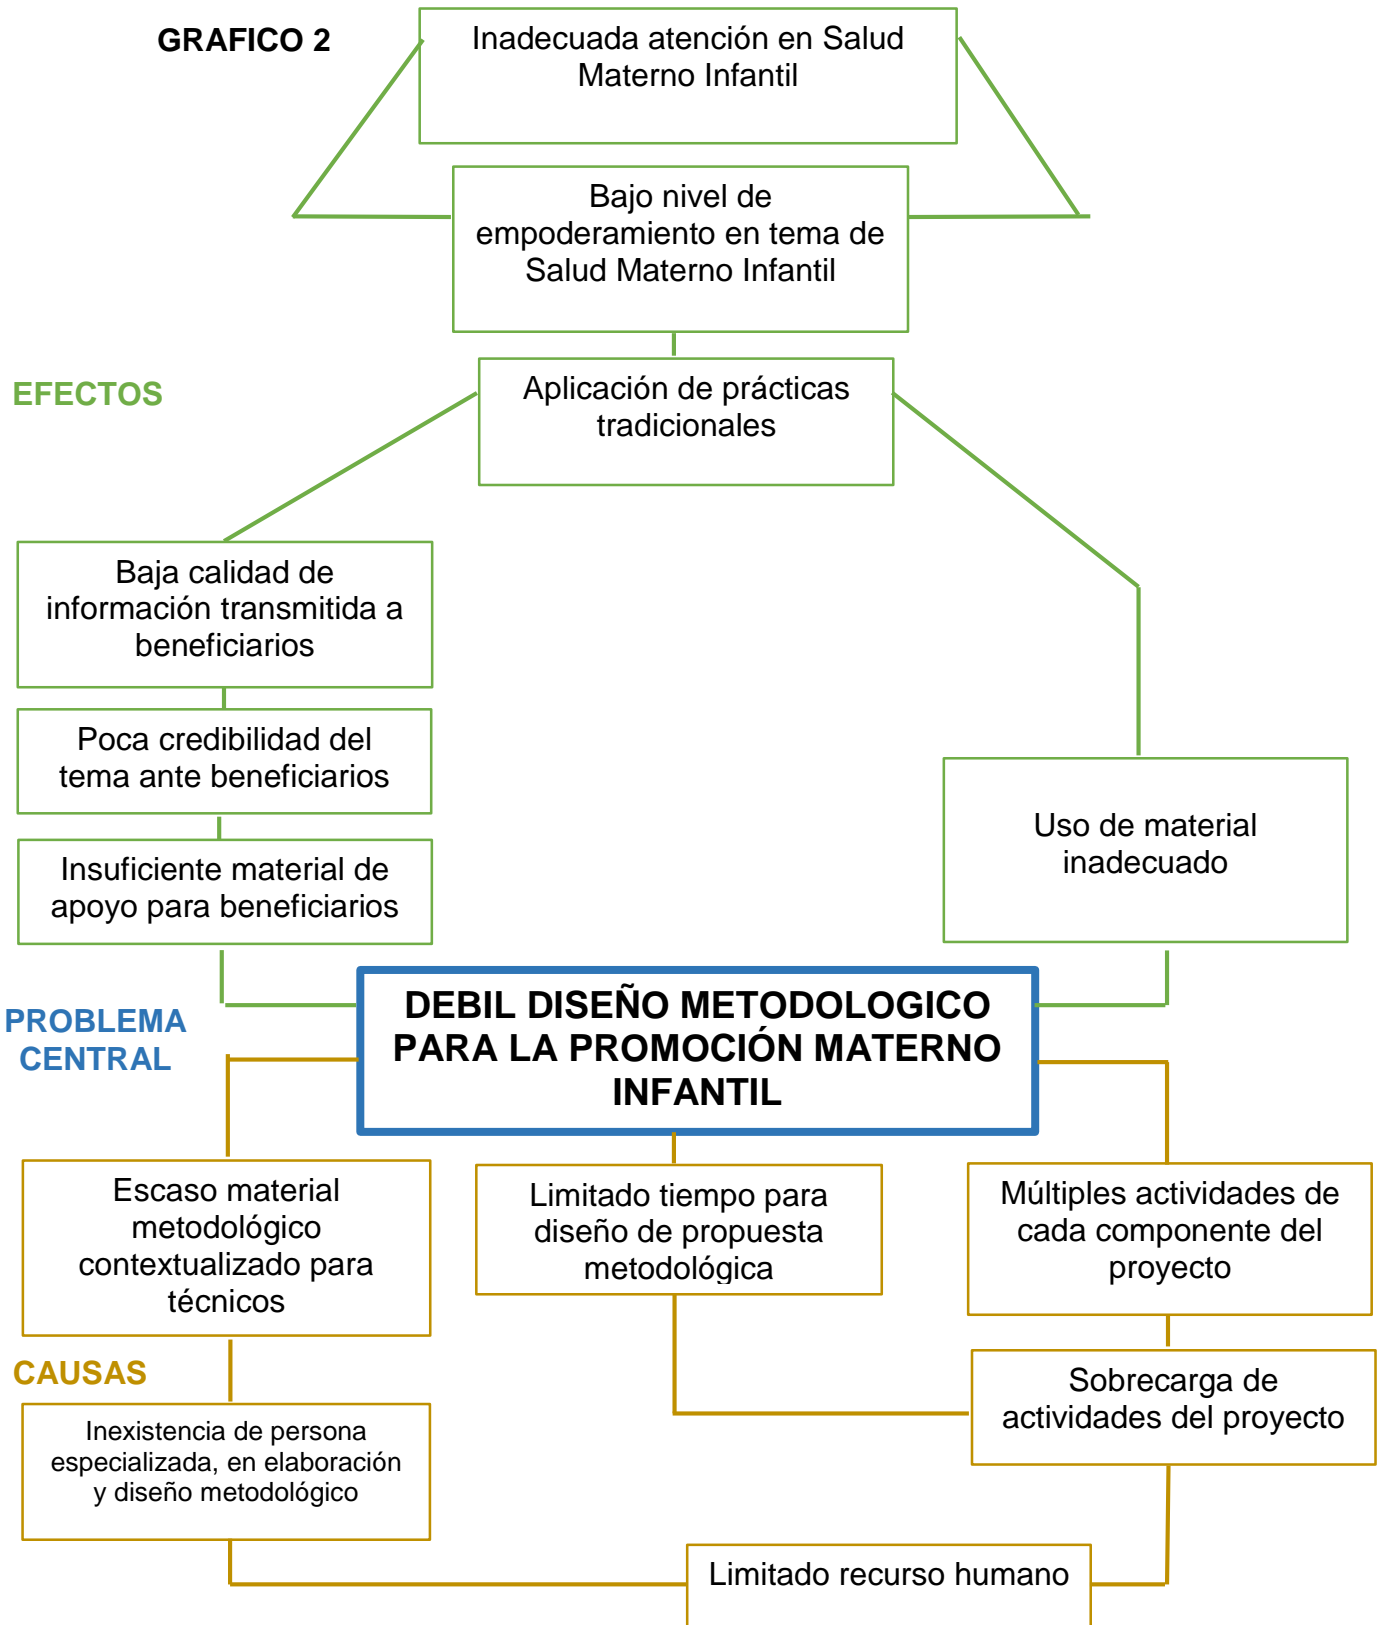 GRAFICO 2
Inadecuada atención en Salud
Materno Infantil
Bajo nivel de
empoderamiento en tema de
Salud Materno Infantil
EFECTOS
Aplicación de prácticas
tradicionales
Baja calidad de
información transmitida a
beneficiarios
Poca credibilidad del
tema ante beneficiarios
Insuficiente material de
apoyo para beneficiarios
Uso de material
inadecuado
PROBLEMA
CENTRAL
DEBIL DISEÑO METODOLOGICO
PARA LA PROMOCIÓN MATERNO
INFANTIL
Escaso material
metodológico
contextualizado para
técnicos
Limitado tiempo para
diseño de propuesta
metodológica
Múltiples actividades de
cada componente del
proyecto
CAUSAS
Inexistencia de persona
especializada, en elaboración
y diseño metodológico
Sobrecarga de
actividades del proyecto
Limitado recurso humano